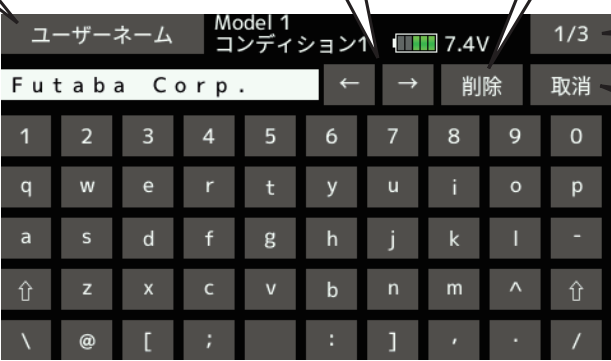 ユーザーネーム Model 1 コンディション1 7.4V 1/3
Futaba Corp. ← → 削除 取消
1 2 3 4 5 6 7 8 9 0
q w e r t y u i o p
a s d f g h j k l -
⇧ z x c v b n m ^ ⇧
\ @ [ ; : ] , . /